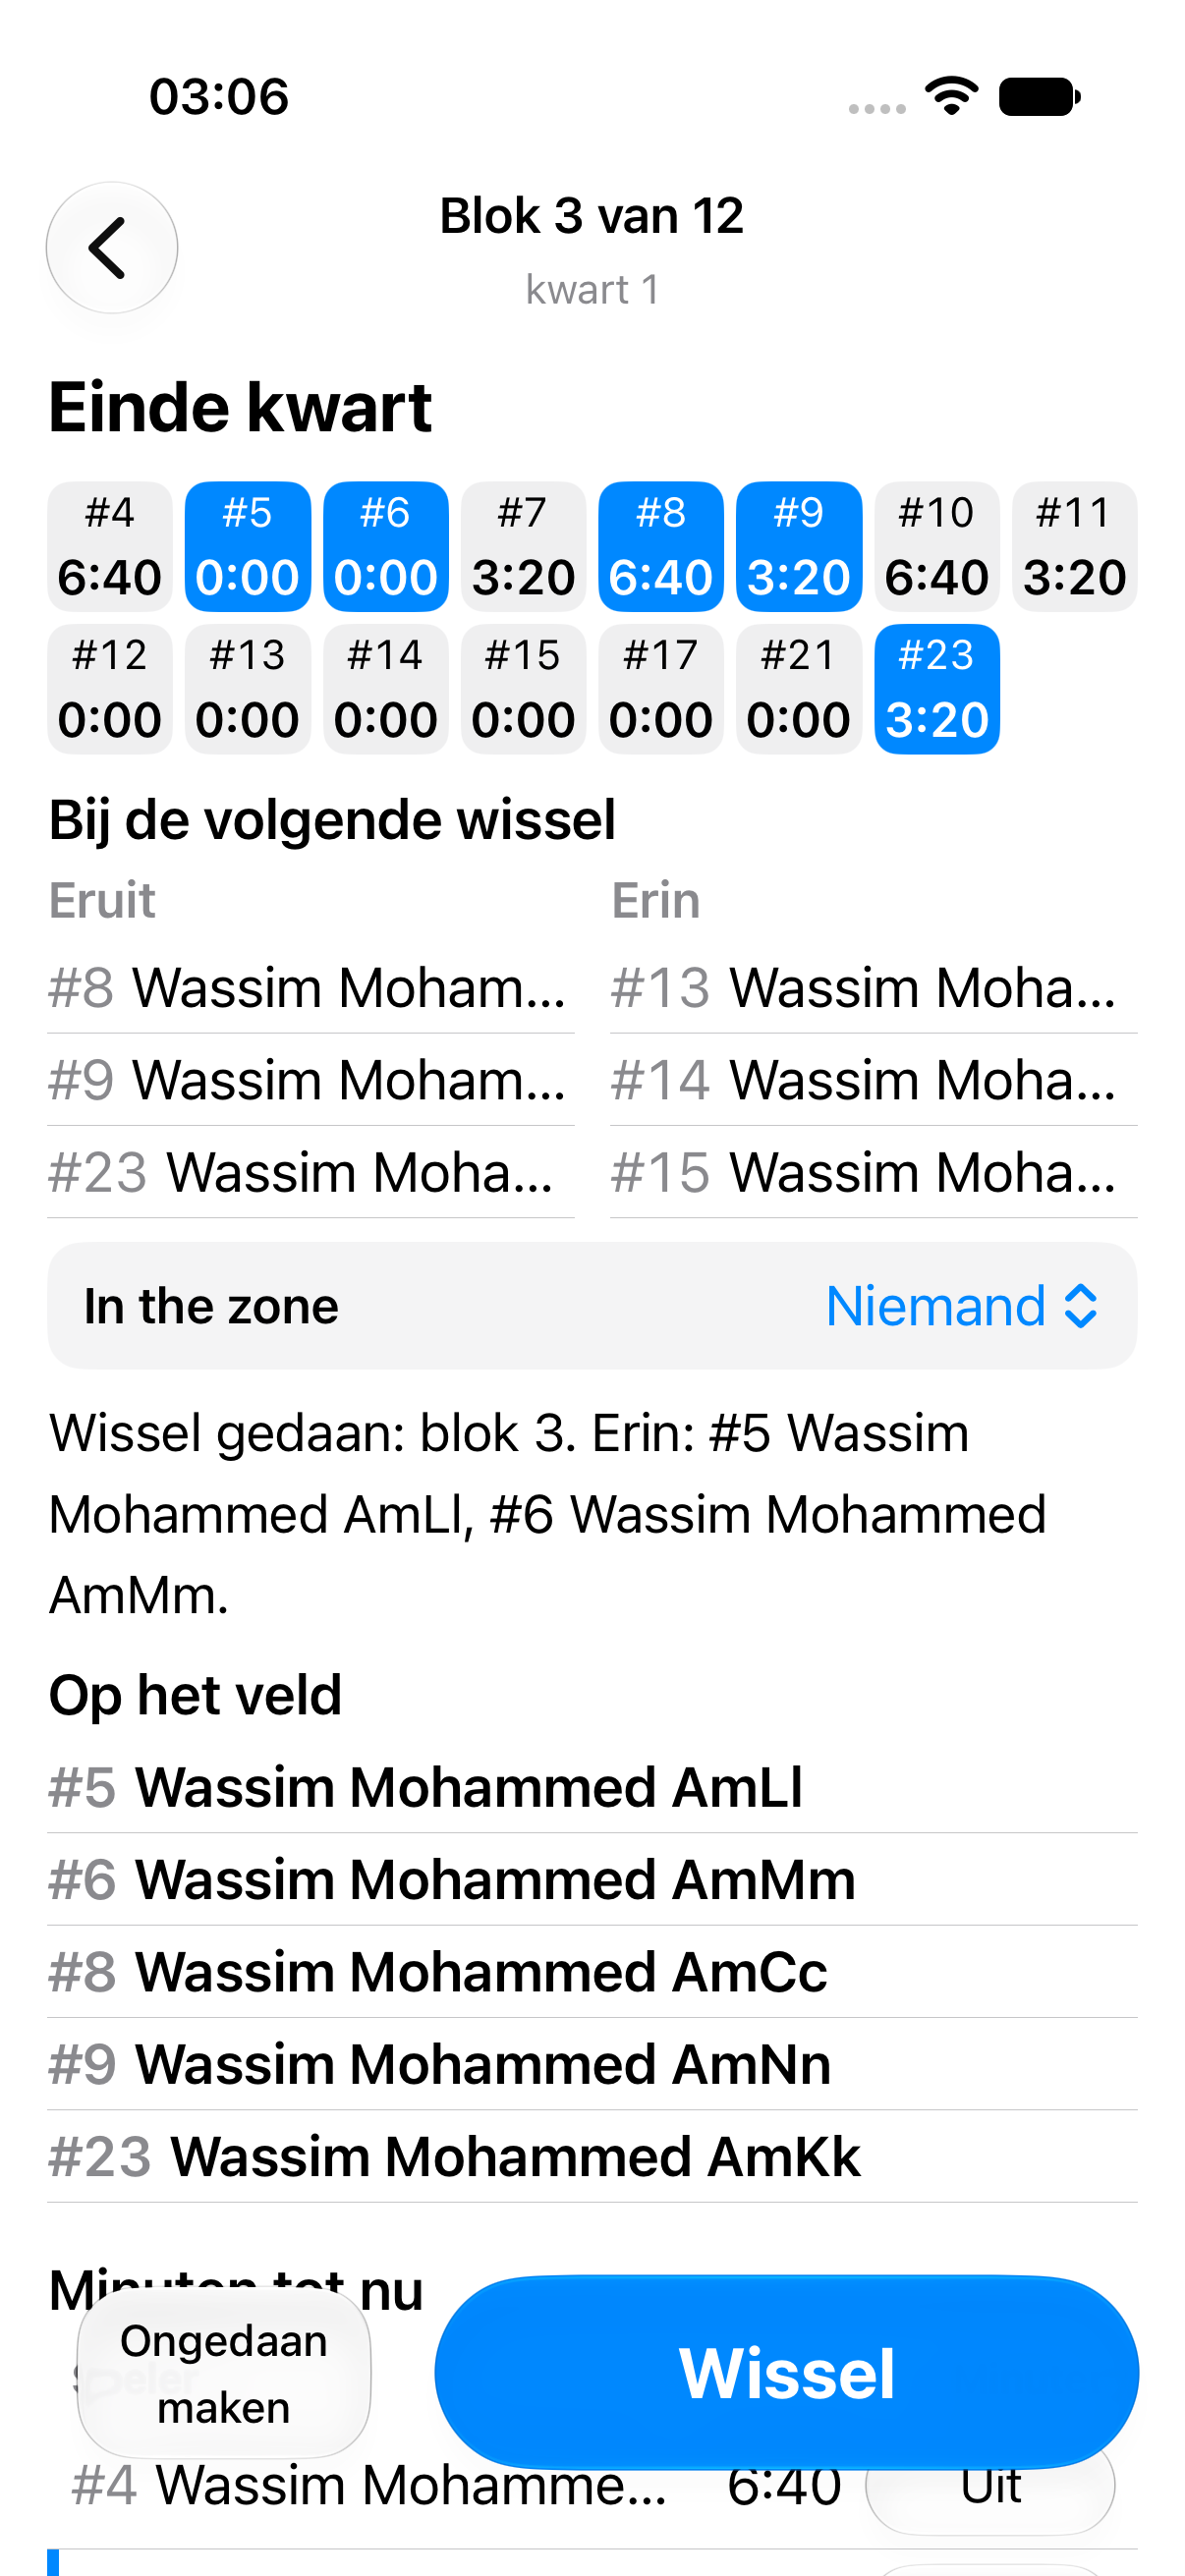 03:06
Blok 3 van 12
kwart 1
Einde kwart
#4 #5 #6 #7 #8 #9 #10 #11
6:40 0:00 0:00 3:20 6:40 3:20 6:40 3:20
#12 #13 #14 #15 #17 #21 #23
0:00 0:00 0:00 0:00 0:00 0:00 3:20
Bij de volgende wissel
Eruit Erin
#8 Wassim Moham... #13 Wassim Moha...
#9 Wassim Moham... #14 Wassim Moha...
#23 Wassim Moha... #15 Wassim Moha...
In the zone Niemand
Wissel gedaan: blok 3. Erin: #5 Wassim
Mohammed AmLl, #6 Wassim Mohammed
AmMm.
Op het veld
#5 Wassim Mohammed AmLl
#6 Wassim Mohammed AmMm
#8 Wassim Mohammed AmCc
#9 Wassim Mohammed AmNn
#23 Wassim Mohammed AmKk
Minuten tot nu
Speler
Ongedaan
maken
Wissel
#4 Wassim Mohamme... 6:40 Uit